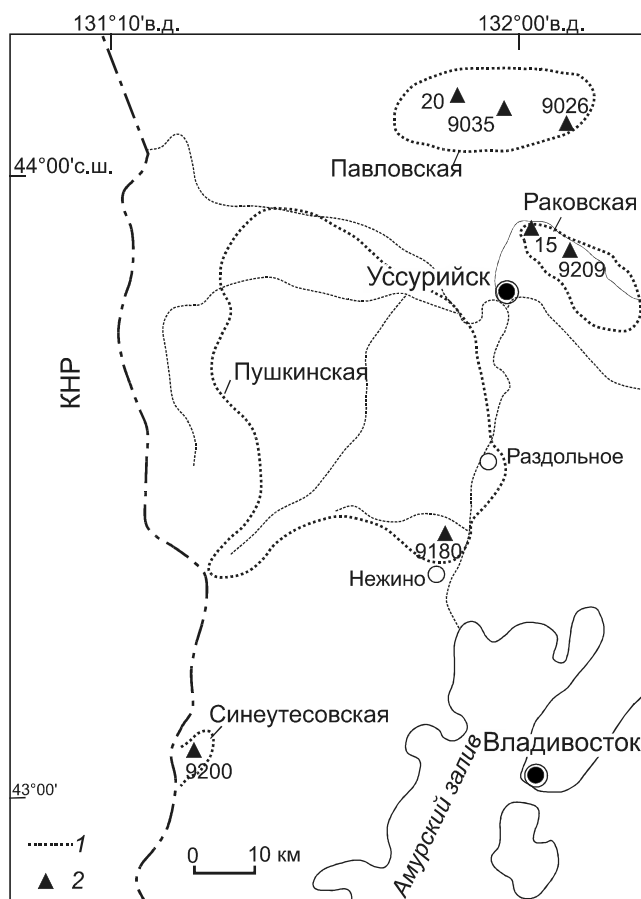 131°10'в.д.
132°00'в.д.
20
9035
9026
Павловская
44°00'с.ш.
Раковская
15
9209
Уссурийск
КНР
Пушкинская
Раздольное
9180
Нежино
Синеутесовская
9200
Владивосток
Амурский залив
43°00'
1
2
0
10 км